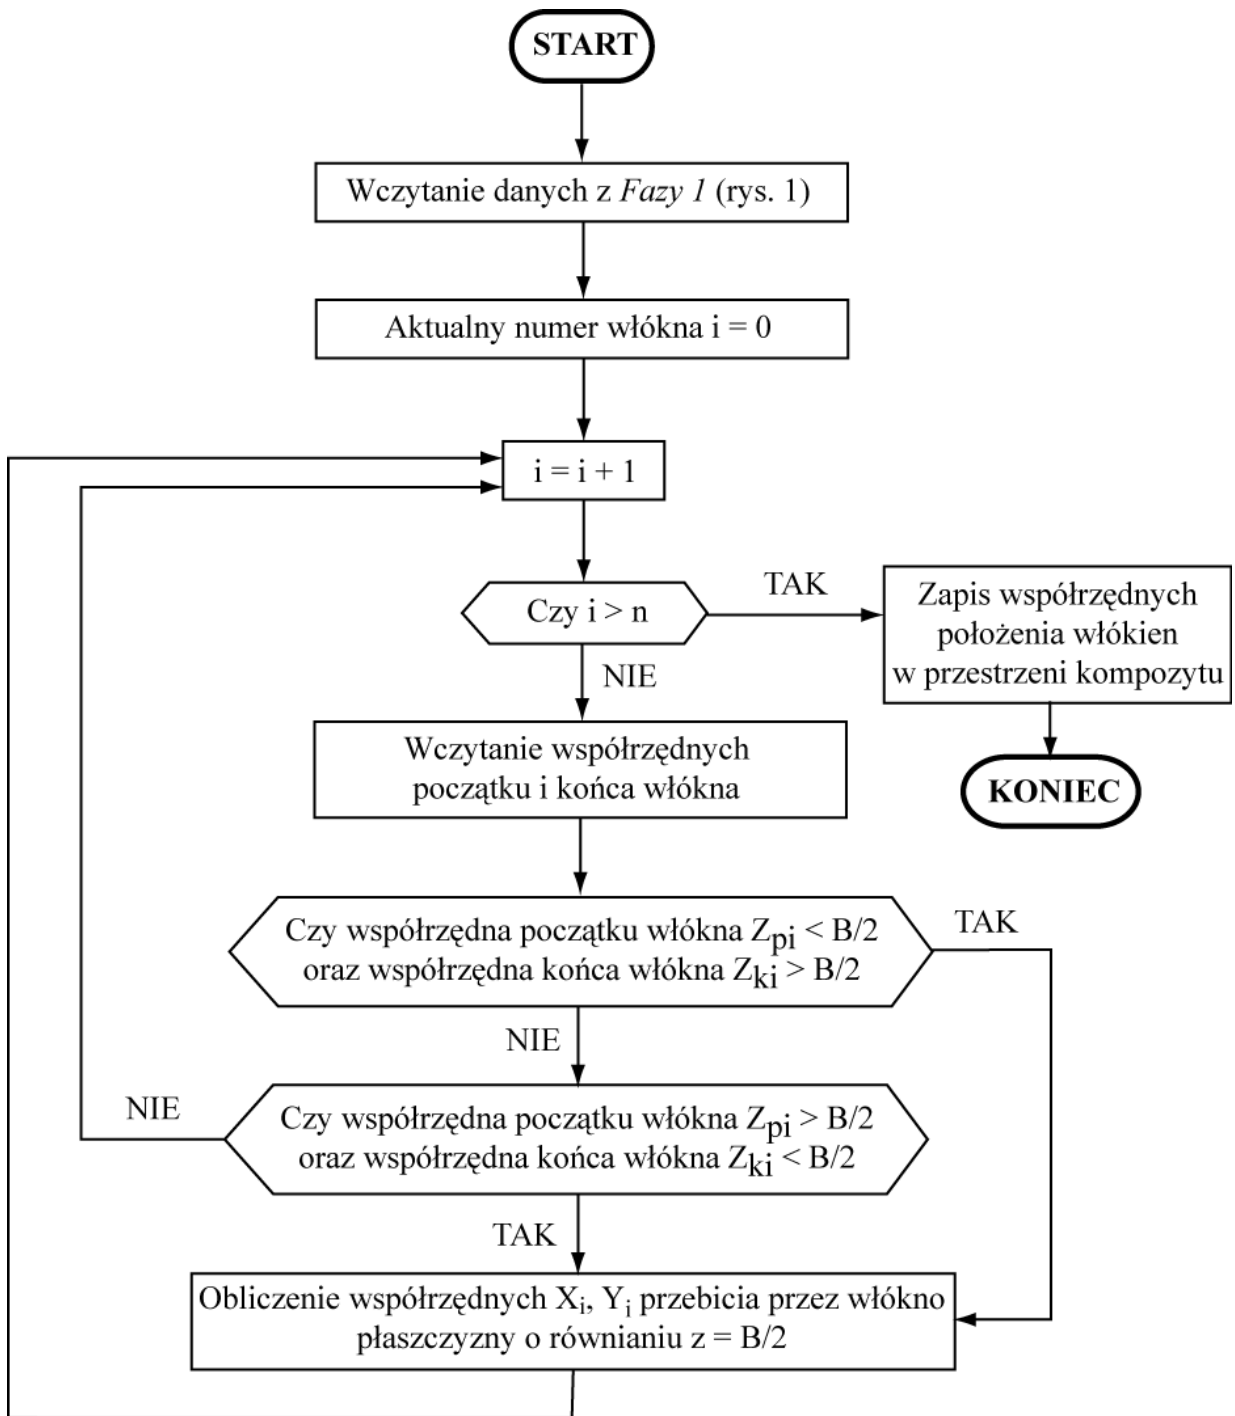 START
Wczytanie danych z Fazy 1 (rys. 1)
Aktualny numer włókna i = 0
i = i + 1
Czy i > n
TAK
Zapis współrzędnych
położenia włókien
w przestrzeni kompozytu
KONIEC
NIE
Wczytanie współrzędnych
początku i końca włókna
Czy współrzędna początku włókna Zpi < B/2
oraz współrzędna końca włókna Zki > B/2
TAK
NIE
Czy współrzędna początku włókna Zpi > B/2
oraz współrzędna końca włókna Zki < B/2
NIE
TAK
Obliczenie współrzędnych Xi, Yi przebicia przez włókno
płaszczyzny o równianiu z = B/2